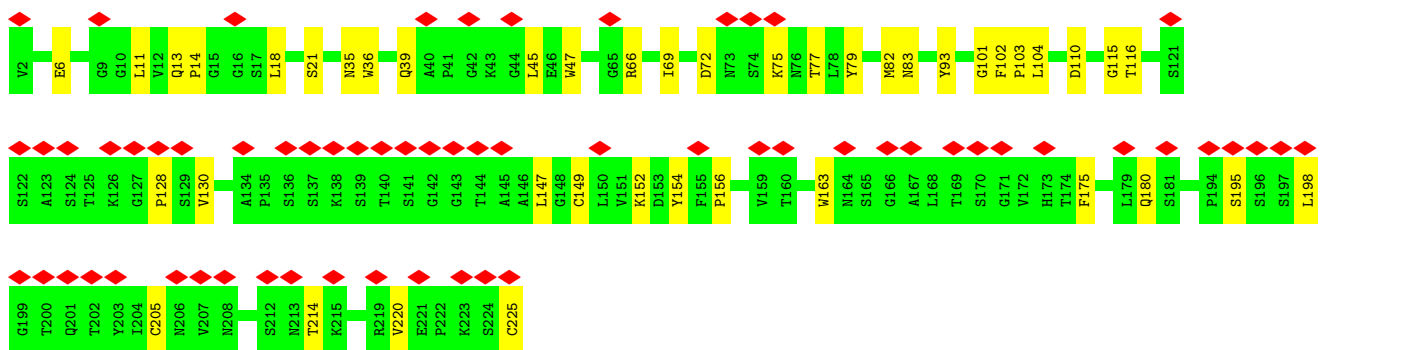 V2 E6 G9 G10 L11 V12 Q13 P14 G15 G16 S17 L18 S21 N35 W36 Q39 A40 P41 G42 K43 G44 L45 E46 W47 G65 R66 I69 D72 N73 S74 K75 N76 T77 L78 Y79 M82 N83 Y93 G101 F102 P103 L104 D110 G115 T116 S121
S122 A123 S124 T125 K126 G127 P128 S129 V130 A134 P135 S136 S137 K138 S139 T140 S141 G142 G143 T144 A145 A146 L147 G148 C149 L150 V151 K152 D153 Y154 F155 P156 V159 T160 W163 N164 S165 G166 A167 L168 T169 S170 G171 V172 H173 T174 F175 L179 Q180 S181 P194 S195 S196 S197 L198
G199 T200 Q201 T202 Y203 I204 C205 N206 V207 N208 S212 N213 T214 K215 R219 V220 E221 P222 K223 S224 C225